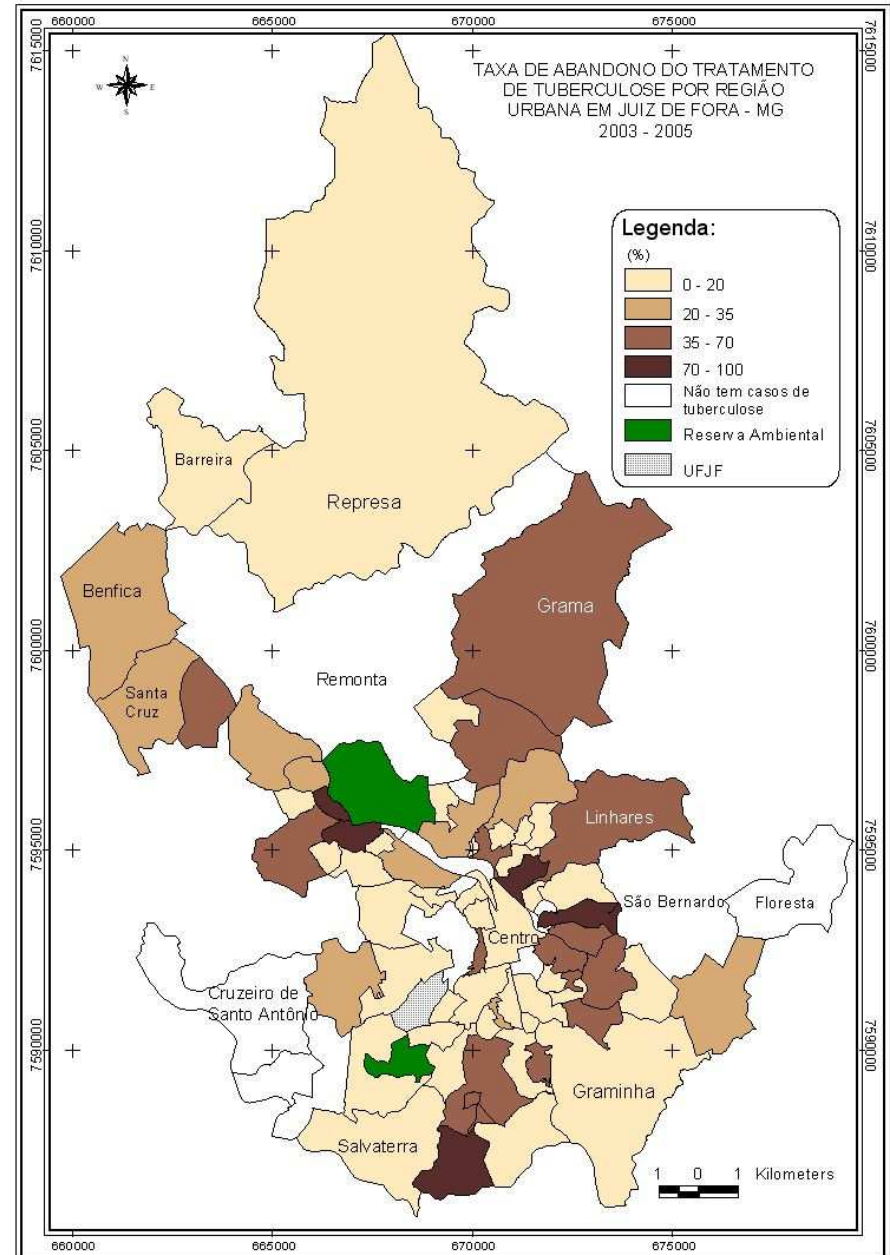 660000 665000 670000 675000
7615000
7615000
N
W E
S
TAXA DE ABANDONO DO TRATAMENTO
DE TUBERCULOSE POR REGIÃO
URBANA EM JUIZ DE FORA - MG
2003 - 2005
7610000
7610000
Legenda:
(%)
0 - 20
20 - 35
35 - 70
70 - 100
Não tem casos de
tuberculose
Reserva Ambiental
UFJF
7605000
7605000
Barreira
Represa
Benfica
Grama
7600000
7600000
Remonta
Santa
Cruz
Linhares
7595000
7595000
São Bernardo
Floresta
Centro
Cruzeiro de
Santo Antônio
7590000
7590000
Graminha
Salvaterra
1 0 1 Kilometers
660000 665000 670000 675000